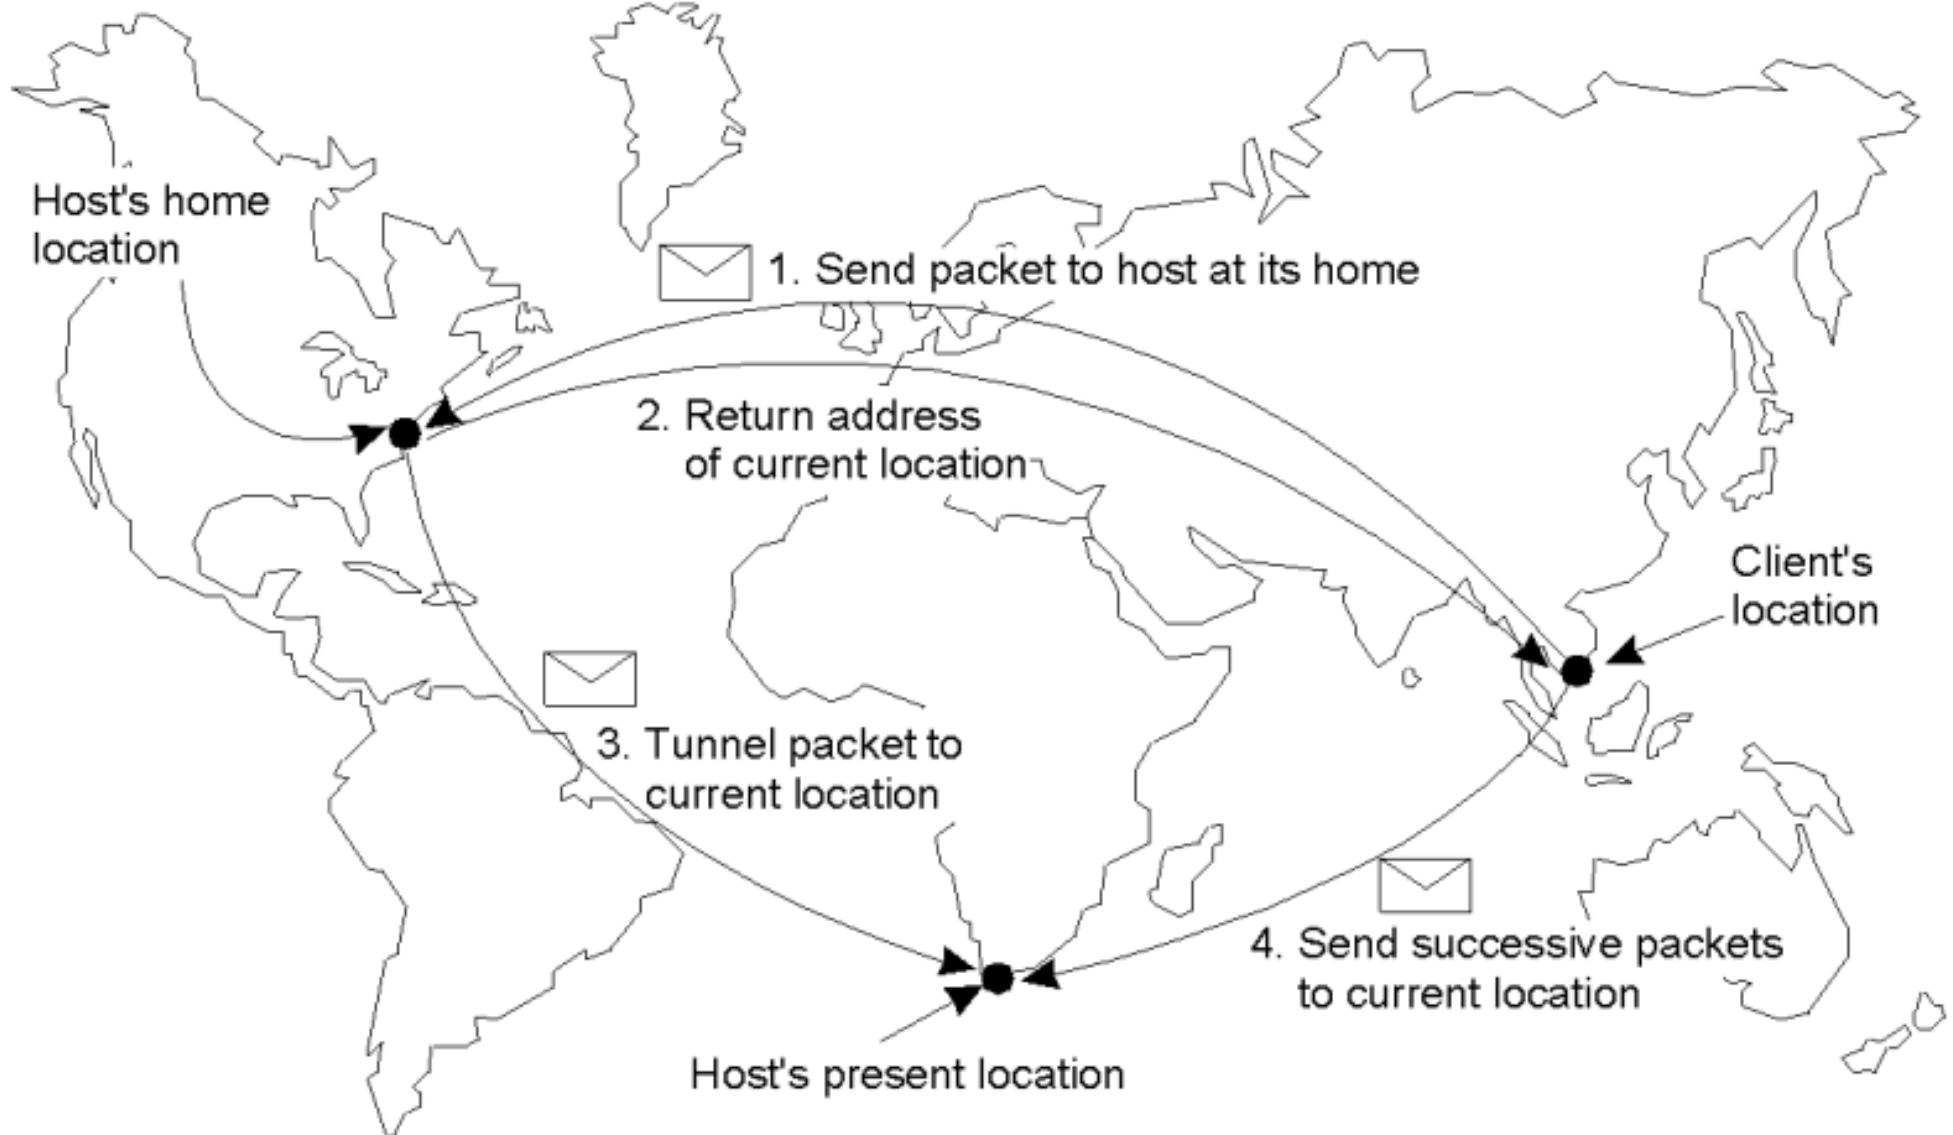 Host's home
location
1. Send packet to host at its home
2. Return address
of current location
Client's
location
3. Tunnel packet to
current location
4. Send successive packets
to current location
Host's present location